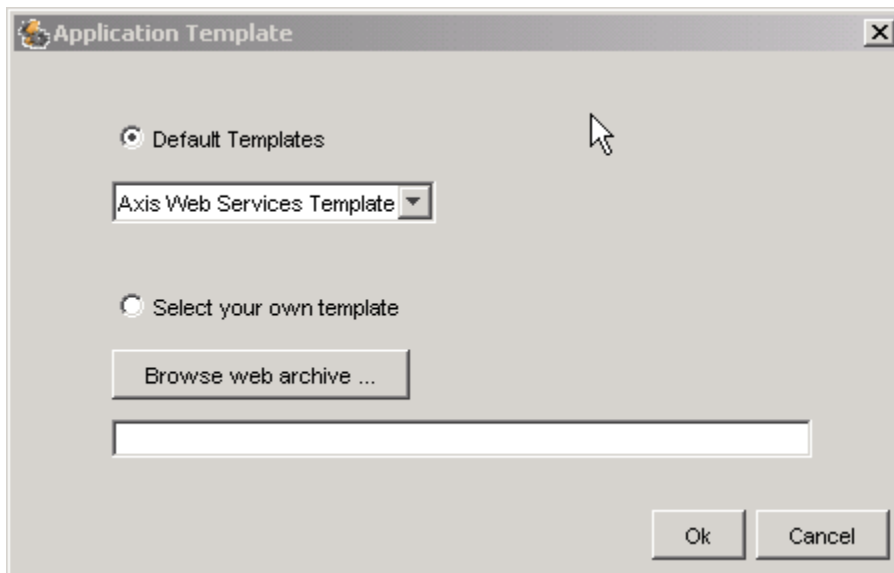 Application Template
Default Templates
Axis Web Services Template
Select your own template
Browse web archive ...
Ok Cancel